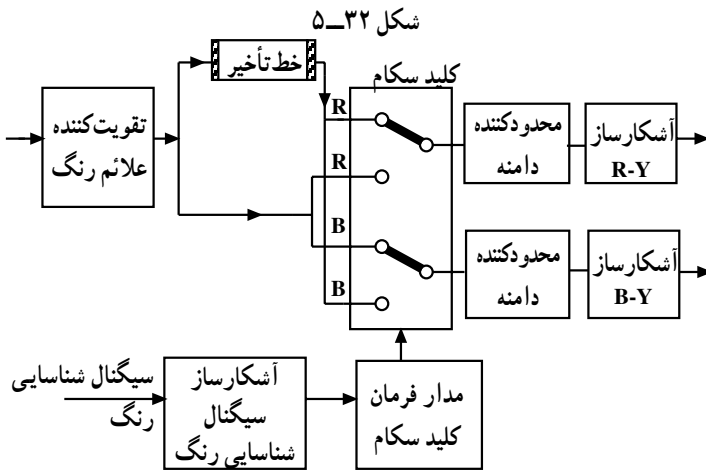 شکل ۳۲ــ۵
خط تأخیر
کلید سکام
تقویت‌کننده
علائم رنگ
R
R
B
B
محدودکننده
دامنه
آشکارساز
R-Y
محدودکننده
دامنه
آشکارساز
B-Y
سیگنال شناسایی
رنگ
آشکارساز
سیگنال
شناسایی رنگ
مدار فرمان
کلید سکام